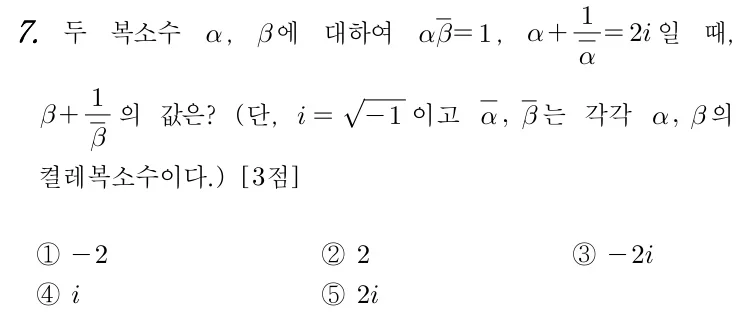 7. 두 복소수 α, β에 대하여 αβ̅=1, α+1/α̅=2i일 때,
β+1/β̅의 값은? (단, i=√-1이고 α̅, β̅는 각각 α, β의
켤레복소수이다.) [3점]
① -2 ② 2 ③ -2i
④ i ⑤ 2i